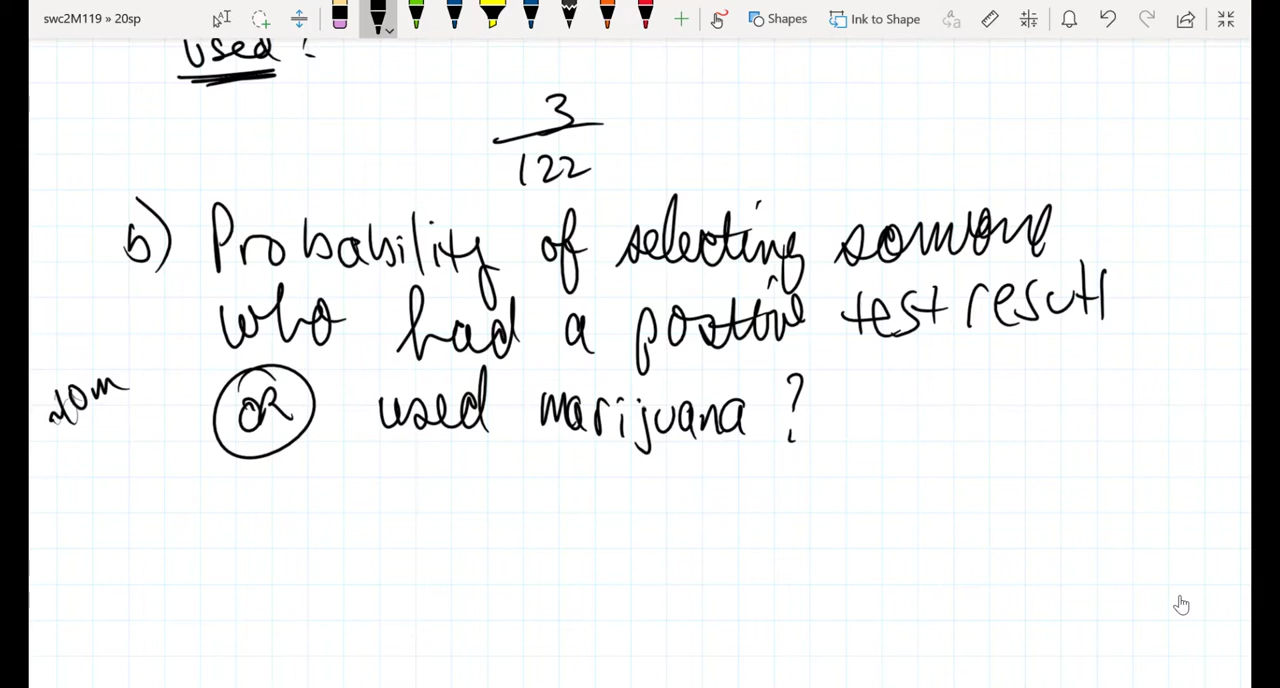 swc2M119 » 20sp
Shapes
Ink to Shape
used?
3
122
b) Probability of selecting someone
who had a positive test result
OR used marijuana?